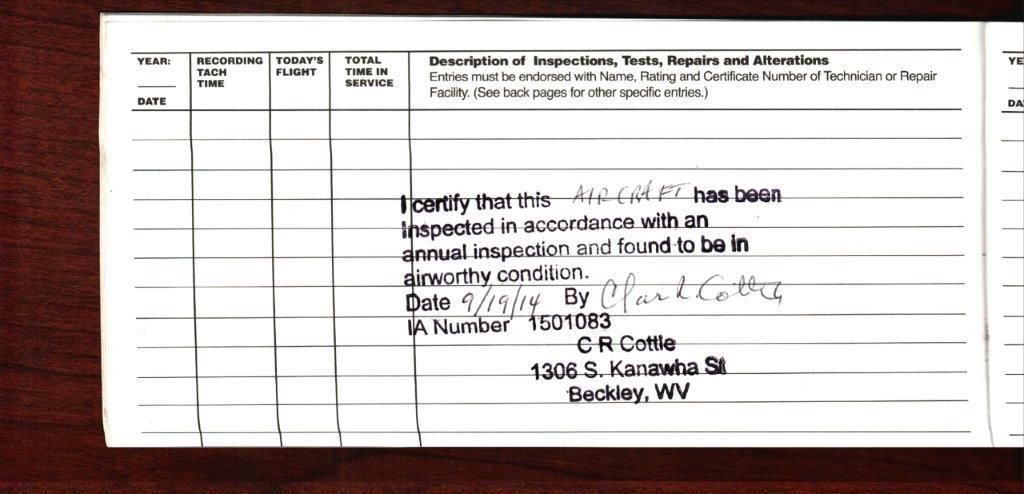 YEAR:
DATE
RECORDING
TACH
TIME
TODAY'S
FLIGHT
TOTAL
TIME IN
SERVICE
Description of Inspections, Tests, Repairs and Alterations
Entries must be endorsed with Name, Rating and Certificate Number of Technician or Repair
Facility. (See back pages for other specific entries.)
I certify that this AIRCRAFT has been
inspected in accordance with an
annual inspection and found to be in
airworthy condition.
Date 9/19/14 By Clark Cottle
IA Number 1501083
C R Cottle
1306 S. Kanawha St
Beckley, WV
YE
DA